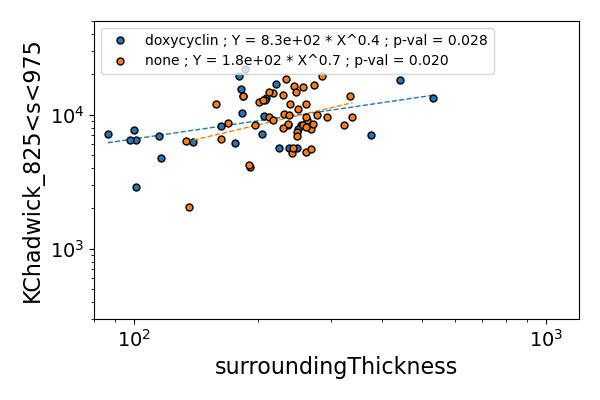 doxycyclin ; Y = 8.3e+02 * X^0.4 ; p-val = 0.028
none ; Y = 1.8e+02 * X^0.7 ; p-val = 0.020
KChadwick_825<s<975
10^4
10^3
10^2
10^3
surroundingThickness